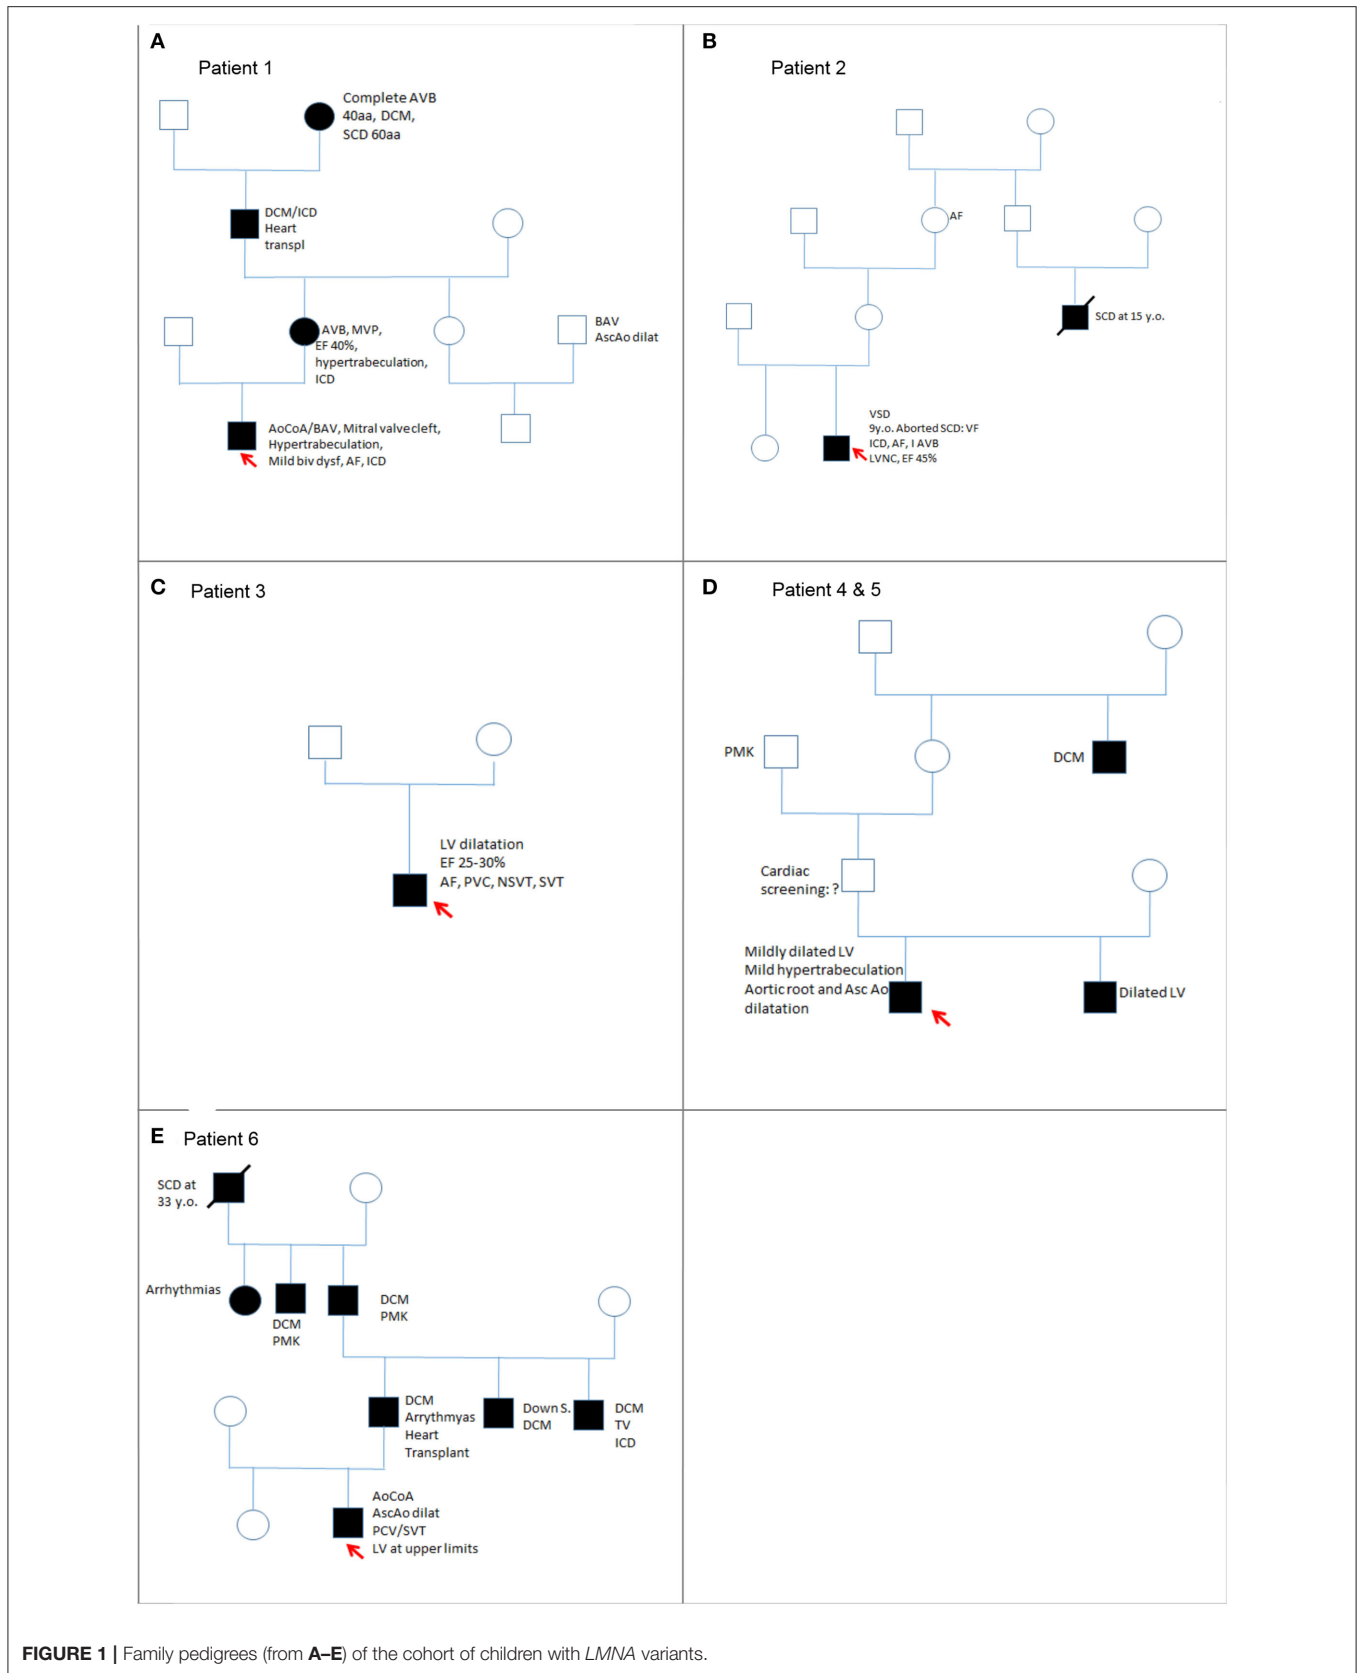 A
Patient 1
Complete AVB
40aa, DCM,
SCD 60aa
DCM/ICD
Heart
transpl
AVB, MVP,
EF 40%,
hypertrabeculation,
ICD
BAV
AscAo dilat
AoCoA/BAV, Mitral valve cleft,
Hypertrabeculation,
Mild biv dysf, AF, ICD
B
Patient 2
AF
SCD at 15 y.o.
VSD
9y.o. Aborted SCD: VF
ICD, AF, I AVB
LVNC, EF 45%
C
Patient 3
LV dilatation
EF 25-30%
AF, PVC, NSVT, SVT
D
Patient 4 & 5
PMK
DCM
Cardiac
screening: ?
Mildly dilated LV
Mild hypertrabeculation
Aortic root and Asc Ao
dilatation
Dilated LV
E
Patient 6
SCD at
33 y.o.
Arrhythmias
DCM
PMK
DCM
PMK
DCM
Arrythmyas
Heart
Transplant
Down S.
DCM
DCM
TV
ICD
AoCoA
AscAo dilat
PCV/SVT
LV at upper limits
FIGURE 1 | Family pedigrees (from A–E) of the cohort of children with LMNA variants.